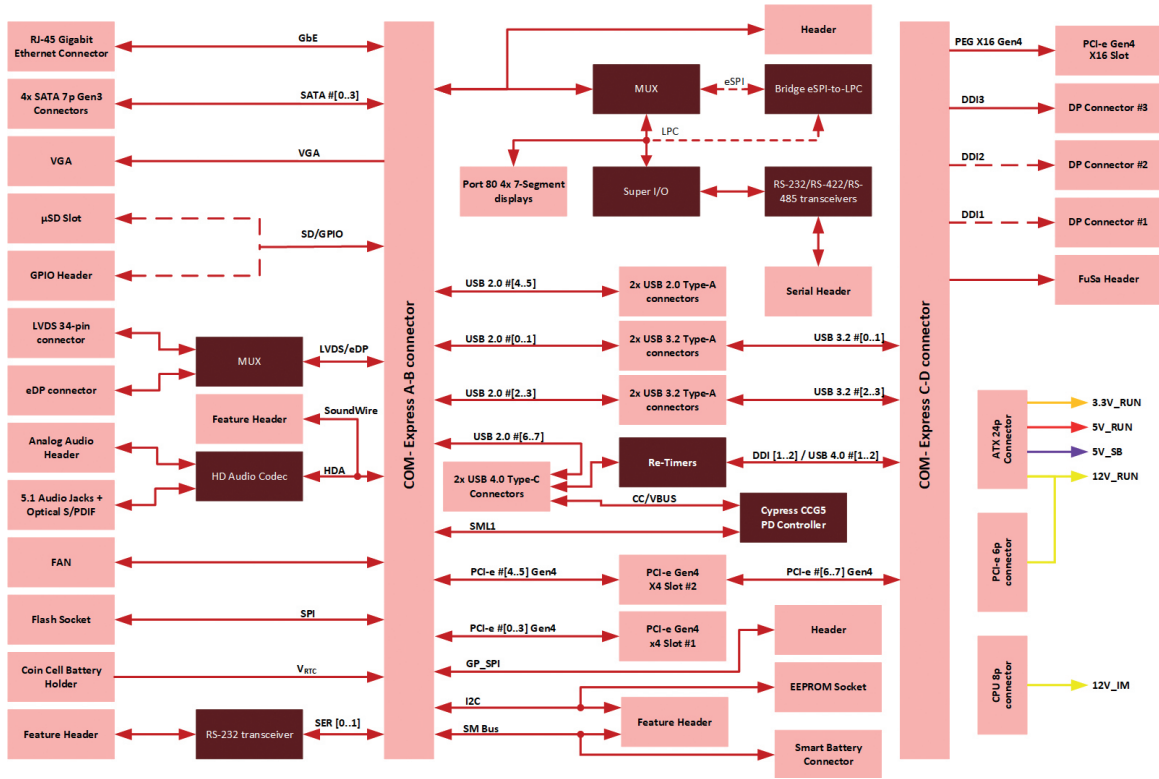 RJ-45 Gigabit
Ethernet Connector
GbE
4x SATA 7p Gen3
Connectors
SATA #[0..3]
VGA
VGA
µSD Slot
SD/GPIO
GPIO Header
LVDS 34-pin
connector
MUX
LVDS/eDP
eDP connector
Feature Header
SoundWire
Analog Audio
Header
HD Audio Codec
HDA
5.1 Audio Jacks +
Optical S/PDIF
FAN
Flash Socket
SPI
Coin Cell Battery
Holder
VRTC
Feature Header
RS-232 transceiver
SER [0..1]
COM- Express A-B connector
Header
MUX
eSPI
Bridge eSPI-to-LPC
LPC
Port 80 4x 7-Segment
displays
Super I/O
RS-232/RS-422/RS-
485 transceivers
Serial Header
USB 2.0 #[4..5]
2x USB 2.0 Type-A
connectors
USB 2.0 #[0..1]
2x USB 3.2 Type-A
connectors
USB 3.2 #[0..1]
USB 2.0 #[2..3]
2x USB 3.2 Type-A
connectors
USB 3.2 #[2..3]
USB 2.0 #[6..7]
2x USB 4.0 Type-C
Connectors
Re-Timers
DDI [1..2] / USB 4.0 #[1..2]
CC/VBUS
Cypress CCG5
PD Controller
SML1
PCI-e #[4..5] Gen4
PCI-e Gen4
X4 Slot #2
PCI-e #[6..7] Gen4
PCI-e #[0..3] Gen4
PCI-e Gen4
x4 Slot #1
GP_SPI
Header
I2C
EEPROM Socket
Feature Header
SM Bus
Smart Battery
Connector
COM- Express C-D connector
PEG X16 Gen4
PCI-e Gen4
X16 Slot
DDI3
DP Connector #3
DDI2
DP Connector #2
DDI1
DP Connector #1
FuSa Header
ATX 24p
Connector
3.3V_RUN
5V_RUN
5V_SB
12V_RUN
PCI-e 6p
connector
CPU 8p
connector
12V_IM